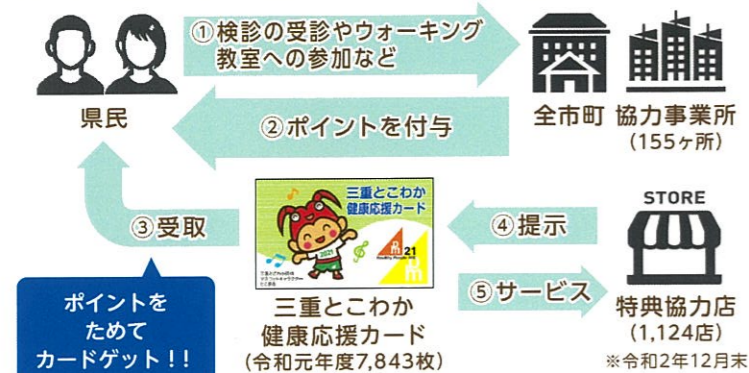 ①検診の受診やウォーキング
教室への参加など
県民
全市町
協力事業所
(155ヶ所)
②ポイントを付与
③受取
三重とこわか
健康応援カード
2021
21
④提示
STORE
⑤サービス
特典協力店
(1,124店)
※令和2年12月末
ポイントを
ためて
カードゲット！！
三重とこわか
健康応援カード
(令和元年度7,843枚)